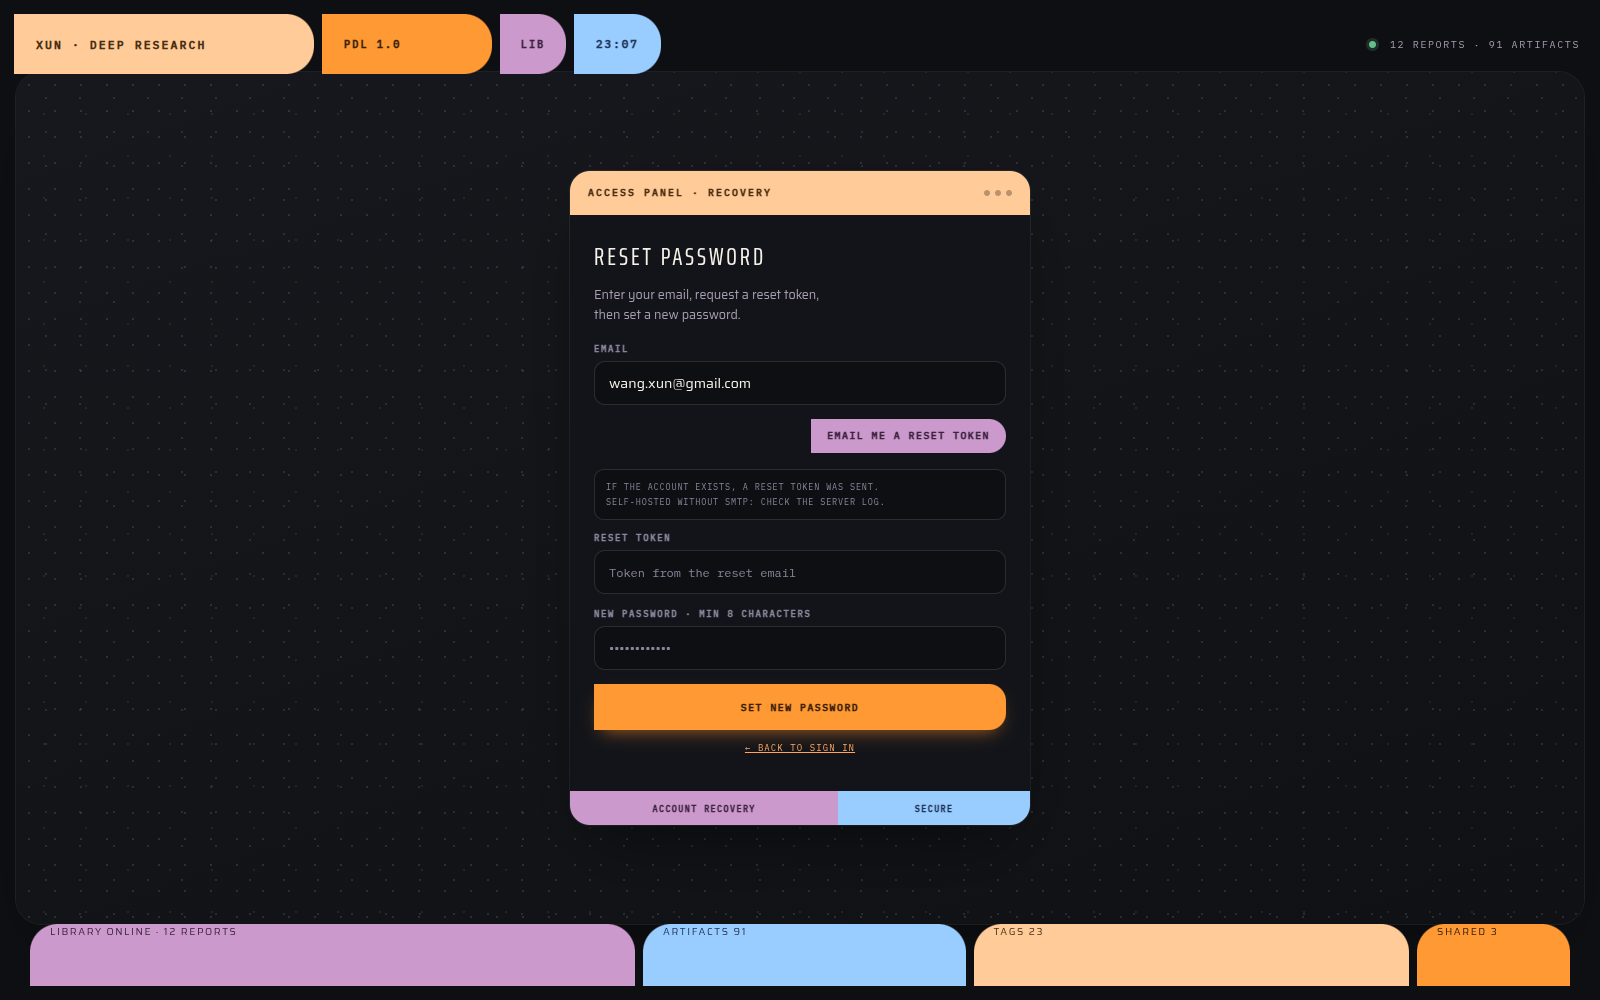 XUN · DEEP RESEARCH
PDL 1.0
LIB
23:07
12 REPORTS · 91 ARTIFACTS
ACCESS PANEL · RECOVERY
RESET PASSWORD
Enter your email, request a reset token,
then set a new password.
EMAIL
wang.xun@gmail.com
EMAIL ME A RESET TOKEN
IF THE ACCOUNT EXISTS, A RESET TOKEN WAS SENT.
SELF-HOSTED WITHOUT SMTP: CHECK THE SERVER LOG.
RESET TOKEN
Token from the reset email
NEW PASSWORD · MIN 8 CHARACTERS
••••••••••••
SET NEW PASSWORD
← BACK TO SIGN IN
ACCOUNT RECOVERY
SECURE
LIBRARY ONLINE · 12 REPORTS
ARTIFACTS 91
TAGS 23
SHARED 3